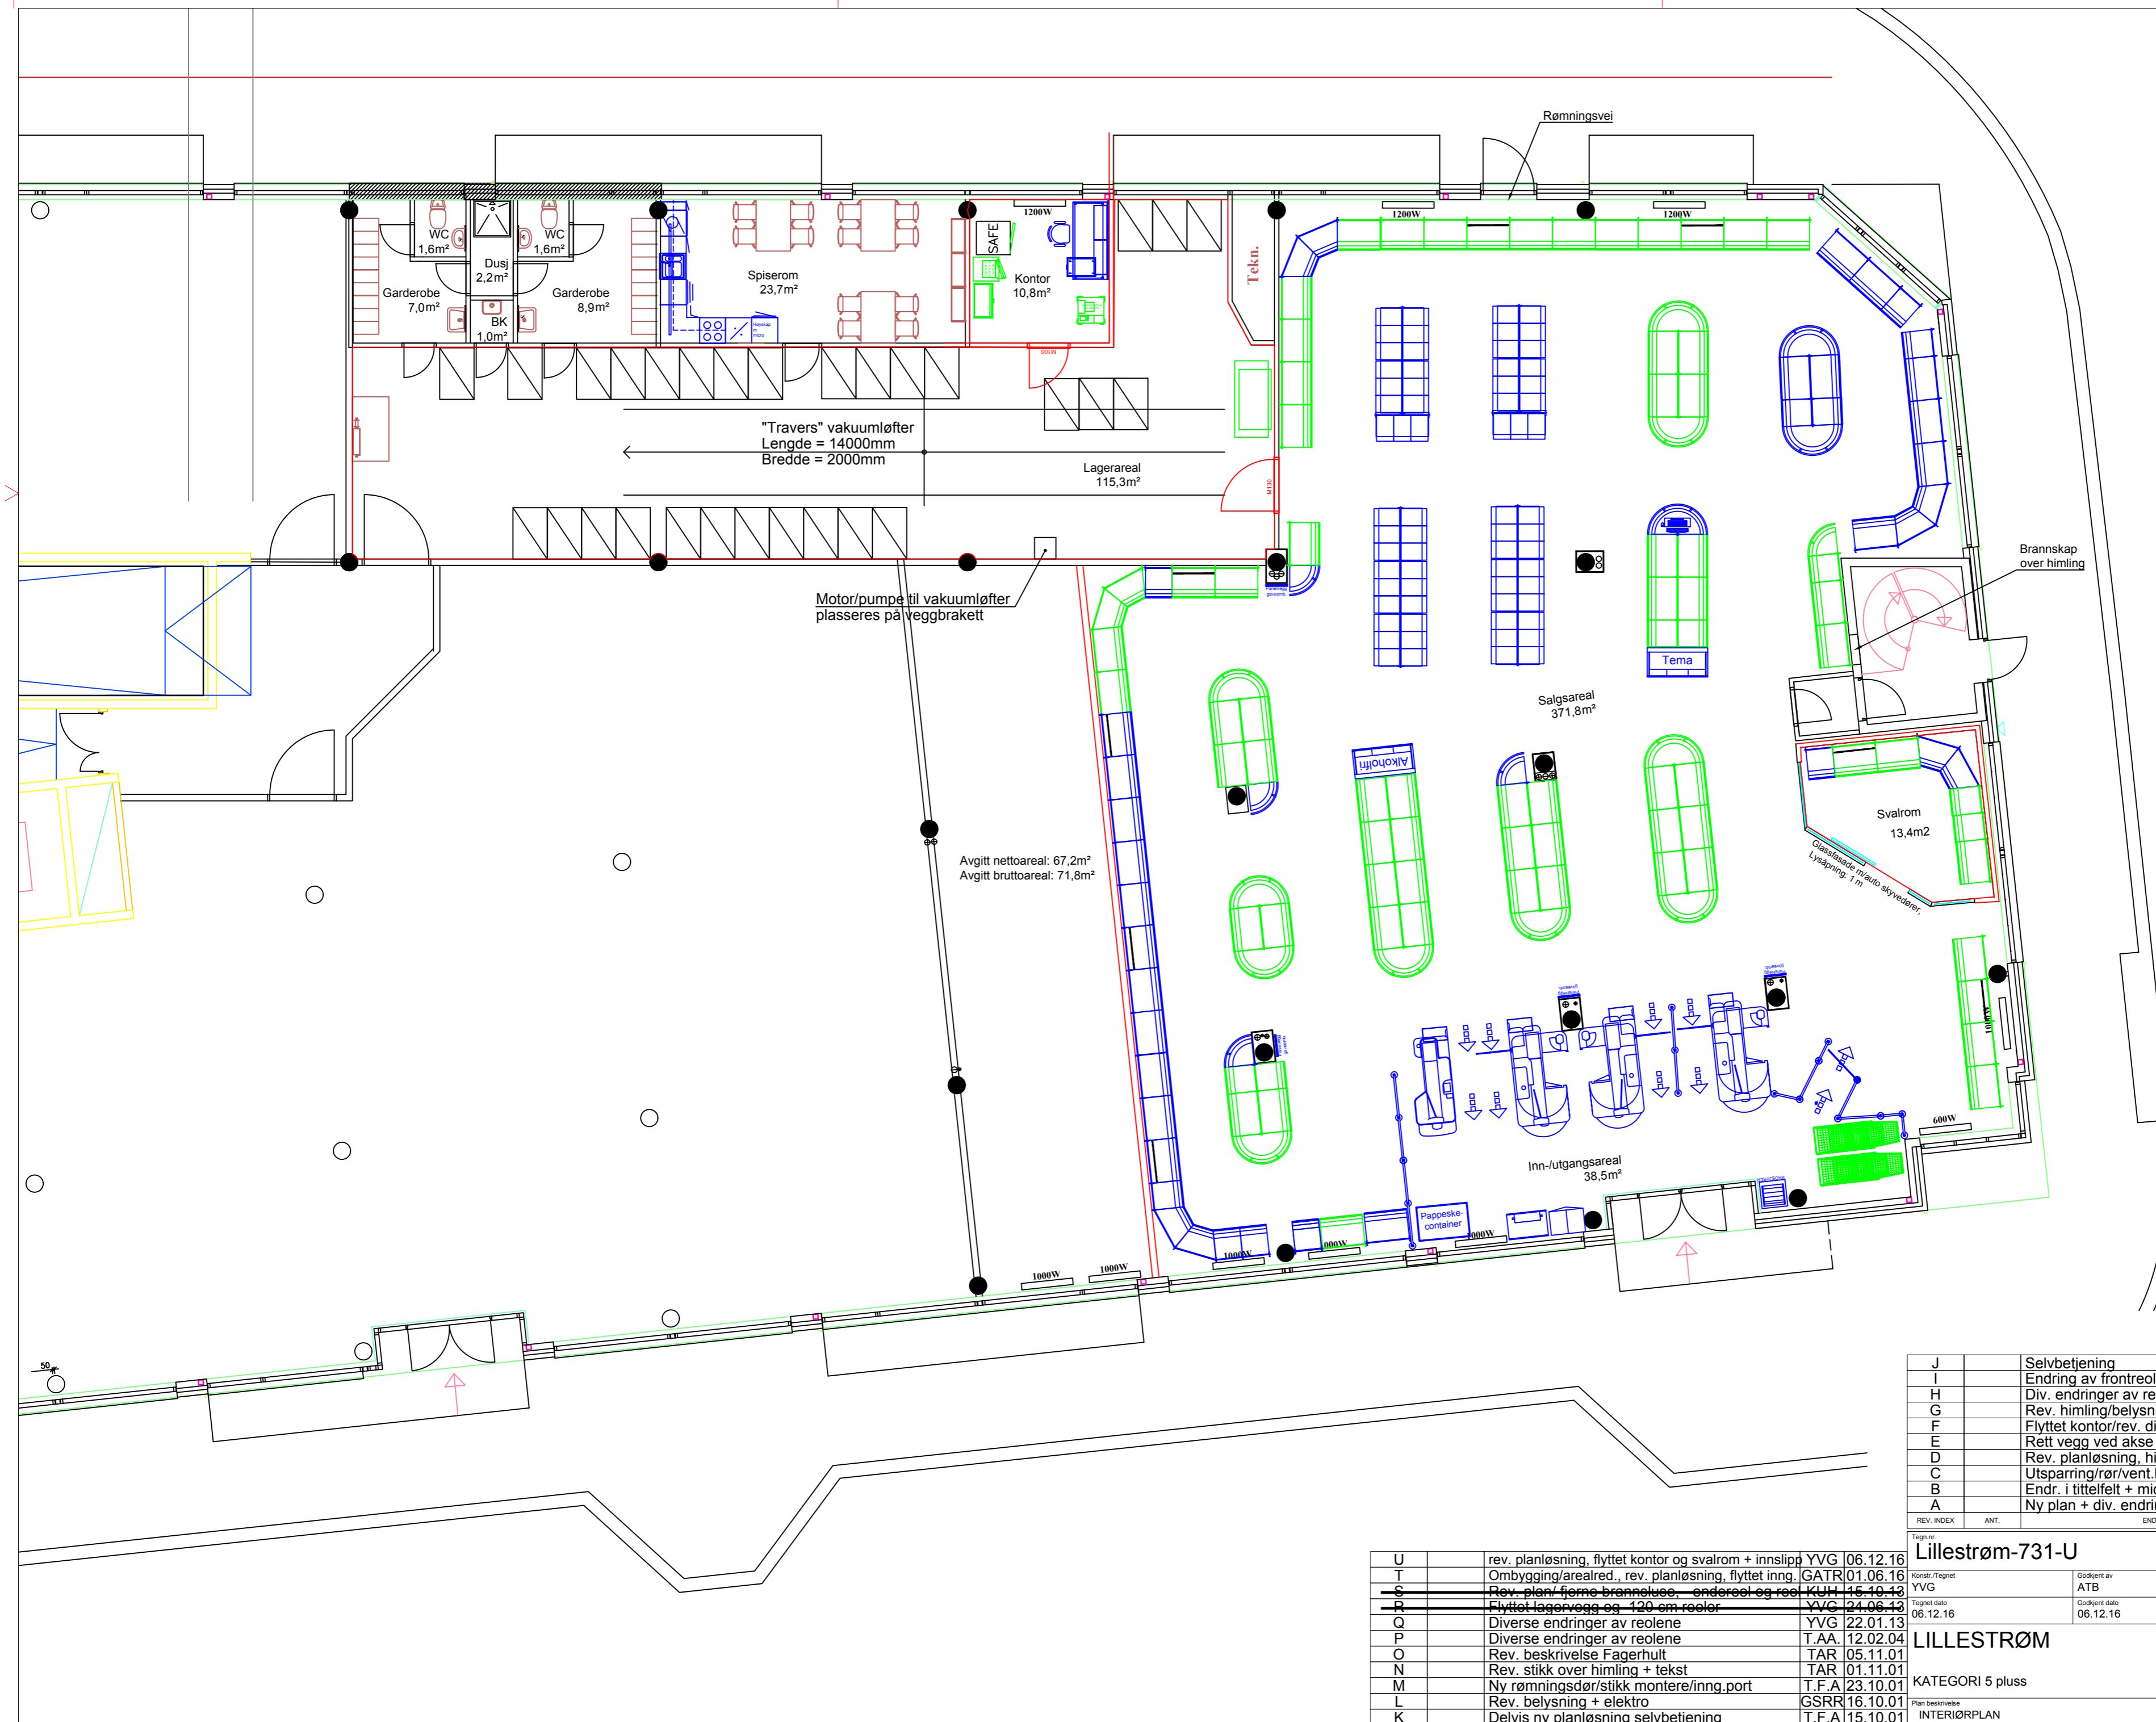 Rømningsvei
1200W
1200W
1200W
WC
1,6m²
WC
1,6m²
Dusj
2,2m²
Garderobe
7,0m²
Garderobe
8,9m²
BK
1,0m²
Spiserom
23,7m²
Høyskap
m
micro
SAFE
Kontor
10,8m²
Tekn.
M100
"Travers" vakuumløfter
Lengde = 14000mm
Bredde = 2000mm
Lagerareal
115,3m²
M130
Motor/pumpe til vakuumløfter
plasseres på veggbrakett
Brannskap
over himling
Tema
Salgsareal
371,8m²
Alkoholfri
Svalrom
13,4m2
Glassfasade m/auto skyvedører,
Lysåpning: 1 m
Avgitt nettoareal: 67,2m²
Avgitt bruttoareal: 71,8m²
1000W
600W
Inn-/utgangsareal
38,5m²
Pappeske-
container
1000W
1000W
1000W
000W
1000W
50
J Selvbetjening
I Endring av frontreol
H Div. endringer av re
G Rev. himling/belysn
F Flyttet kontor/rev. di
E Rett vegg ved akse
D Rev. planløsning, hi
C Utsparring/rør/vent.
B Endr. i tittelfelt + mi
A Ny plan + div. endri
REV. INDEX ANT. END
Tegn.nr.
Lillestrøm-731-U
Konstr./Tegnet Godkjent av
YVG ATB
Tegnet dato Godkjent dato
06.12.16 06.12.16
LILLESTRØM
KATEGORI 5 pluss
Plan beskrivelse
INTERIØRPLAN
U rev. planløsning, flyttet kontor og svalrom + innslipp YVG 06.12.16
T Ombygging/arealred., rev. planløsning, flyttet inng. GATR 01.06.16
S Rev. plan/ fjerne brannsluse, endereol og reol KUH 15.10.13
R Flyttet lagervegg og 120 cm reoler YVG 24.06.13
Q Diverse endringer av reolene YVG 22.01.13
P Diverse endringer av reolene T.AA. 12.02.04
O Rev. beskrivelse Fagerhult TAR 05.11.01
N Rev. stikk over himling + tekst TAR 01.11.01
M Ny rømningsdør/stikk montere/inng.port T.F.A 23.10.01
L Rev. belysning + elektro GSRR 16.10.01
K Delvis ny planløsning selvbetjening T.F.A 15.10.01